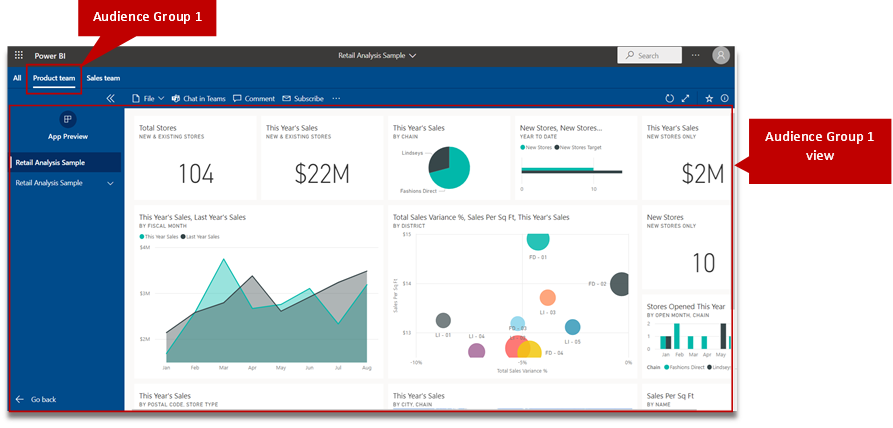 Audience Group 1
Power BI
Retail Analysis Sample
Search
All
Product team
Sales team
File
Chat in Teams
Comment
Subscribe
App Preview
Retail Analysis Sample
Retail Analysis Sample
Go back
Audience Group 1
view
Total Stores
NEW & EXISTING STORES
104
This Year's Sales
NEW & EXISTING STORES
$22M
This Year's Sales
BY CHAIN
Lindseys
Fashions Direct
New Stores, New Stores...
YEAR TO DATE
New Stores New Stores Target
0 10
This Year's Sales
NEW STORES ONLY
$2M
This Year's Sales, Last Year's Sales
BY FISCAL MONTH
This Year Sales Last Year Sales
$4M
$3M
$2M
Jan Feb Mar Apr May Jun Jul Aug
Total Sales Variance %, Sales Per Sq Ft, This Year's Sales
BY DISTRICT
Sales Per Sq Ft
$15
$14
$13
FD - 01
FD - 02
LI - 03
LI - 01
FD - 03
LI - 04
LI - 05
FD - 04
-10% -5% 0%
Total Sales Variance %
New Stores
NEW STORES ONLY
10
Stores Opened This Year
BY OPEN MONTH, CHAIN
2
1
0
Jan Feb Mar Apr May Jun
Chain Fashions Direct Lindseys
This Year's Sales
BY POSTAL CODE, STORE TYPE
This Year's Sales
BY CITY, CHAIN
Sales Per Sq Ft
BY NAME